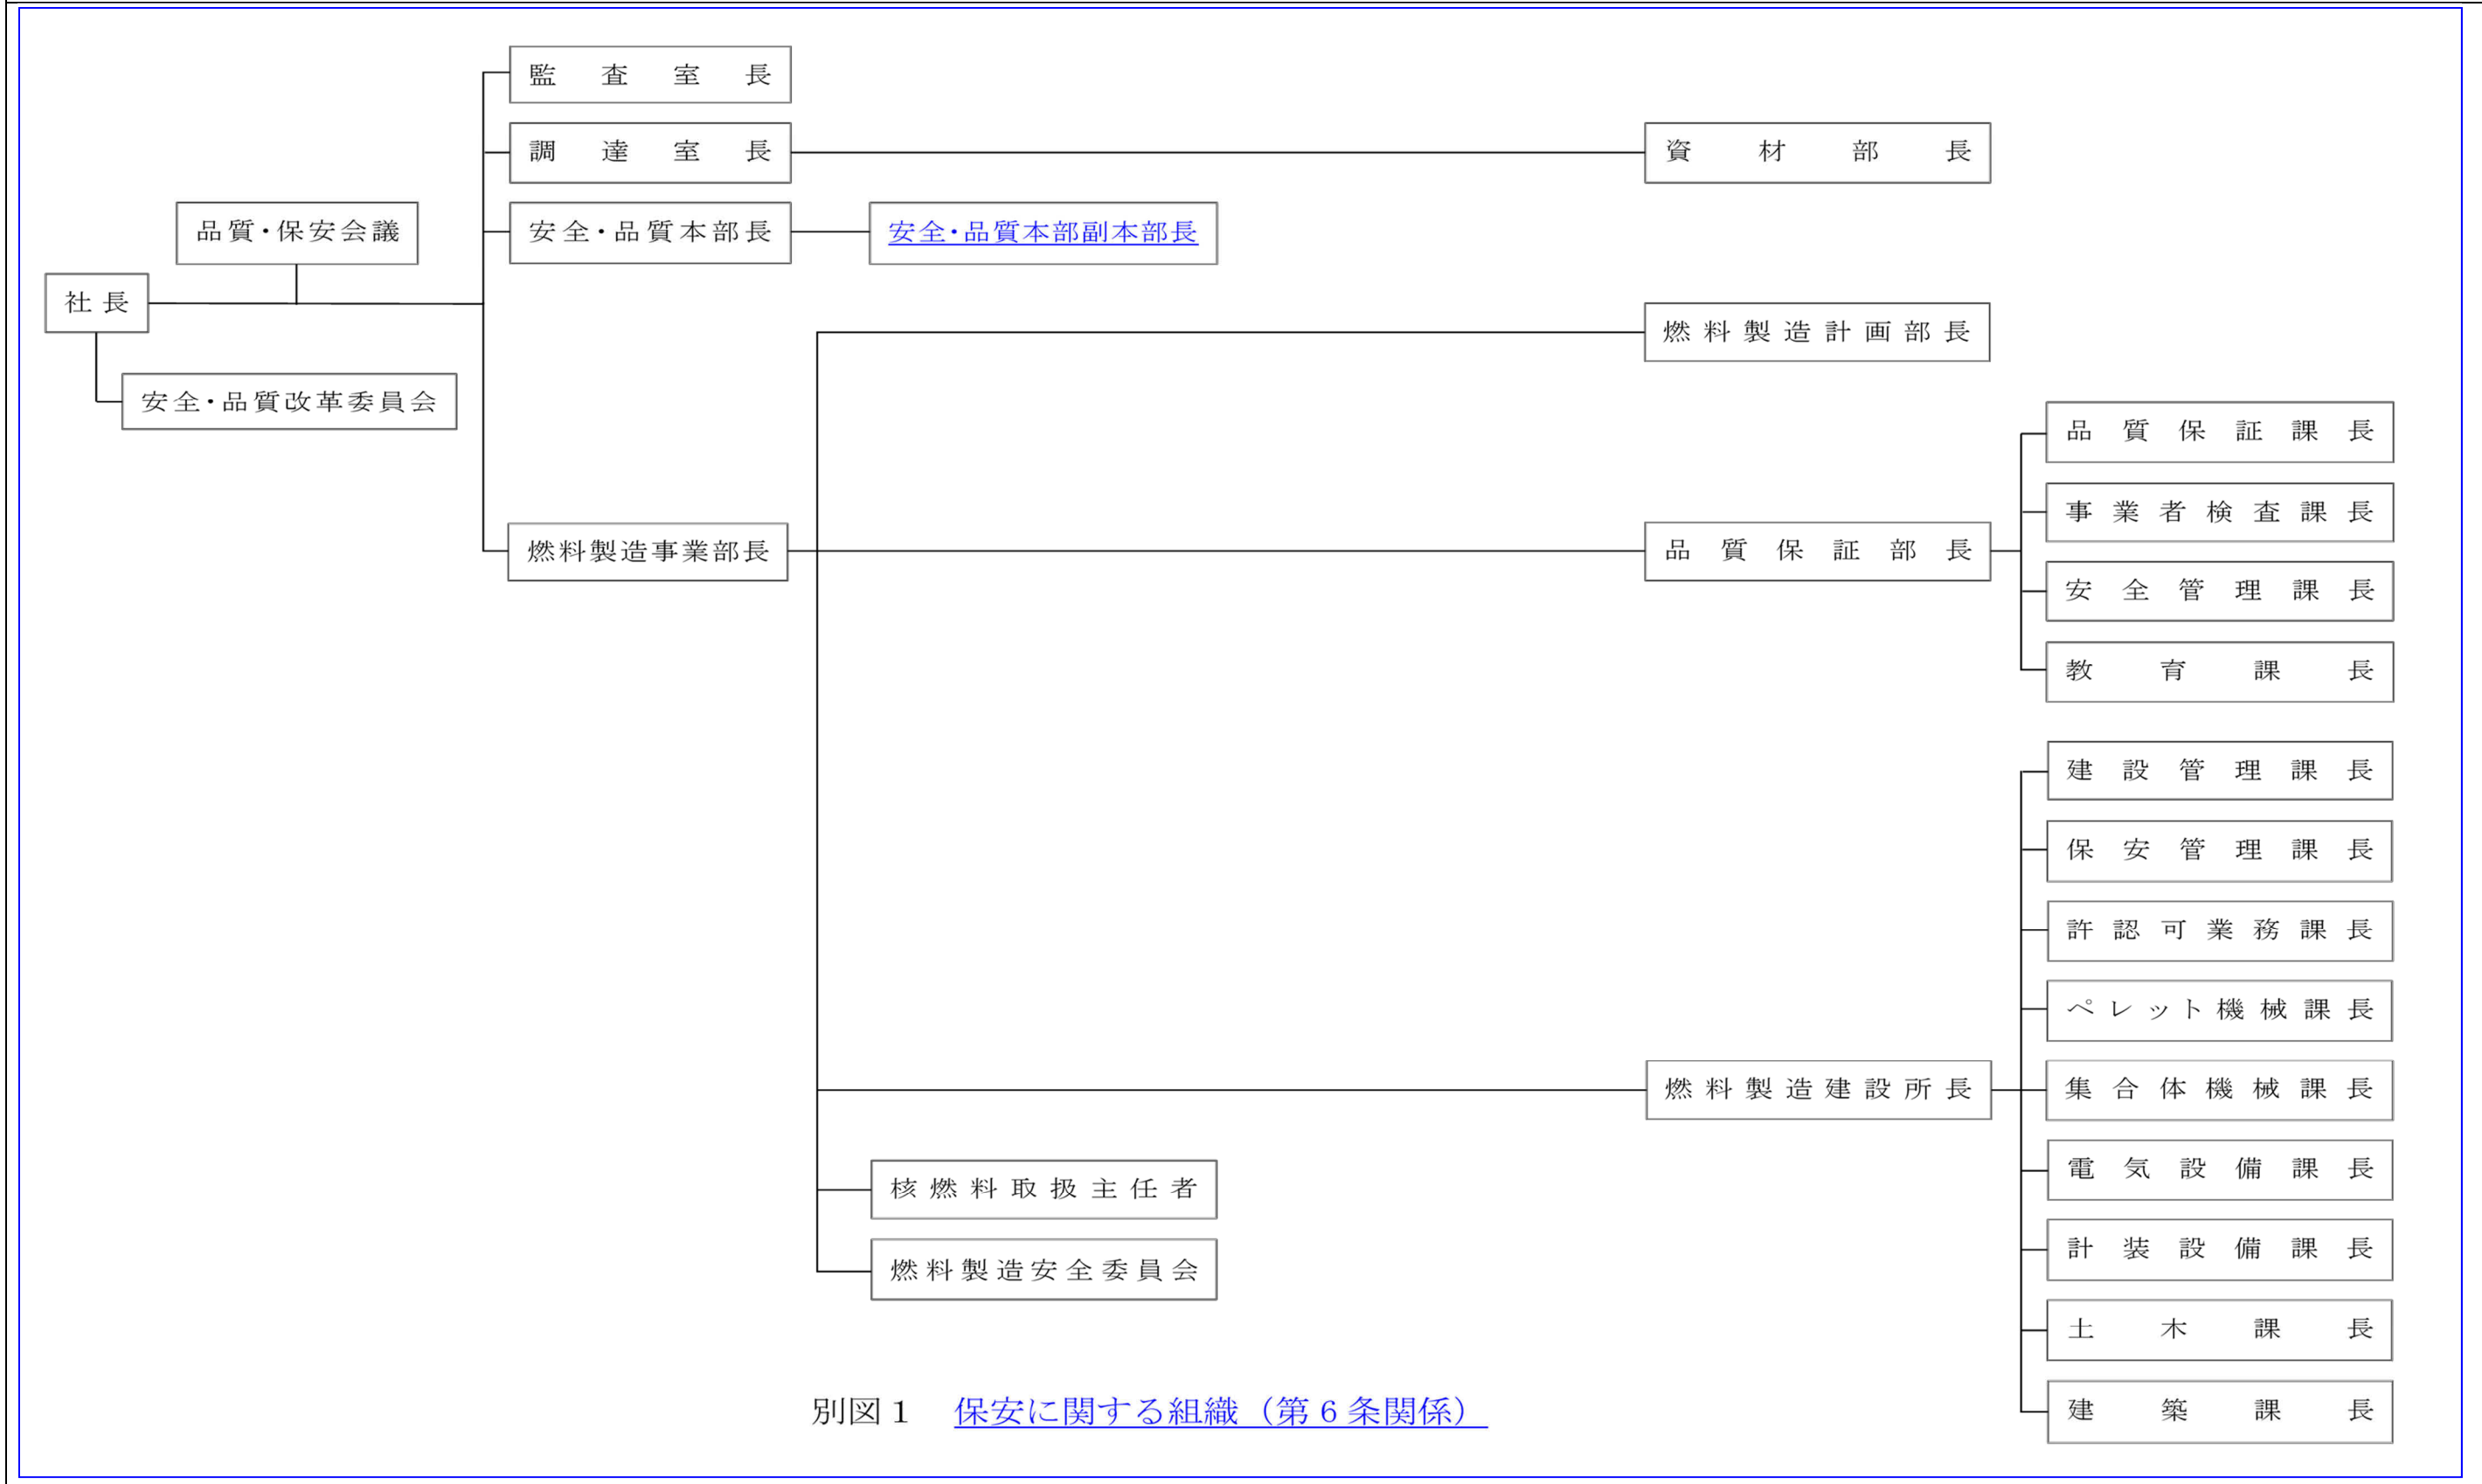 監査室長
調達室長
資材部長
品質・保安会議
安全・品質本部長
安全・品質本部副本部長
社長
燃料製造計画部長
安全・品質改革委員会
品質保証課長
事業者検査課長
燃料製造事業部長
品質保証部長
安全管理課長
教育課長
建設管理課長
保安管理課長
許認可業務課長
ペレット機械課長
燃料製造建設所長
集合体機械課長
核燃料取扱主任者
電気設備課長
計装設備課長
燃料製造安全委員会
土木課長
建築課長
別図1 保安に関する組織（第6条関係）